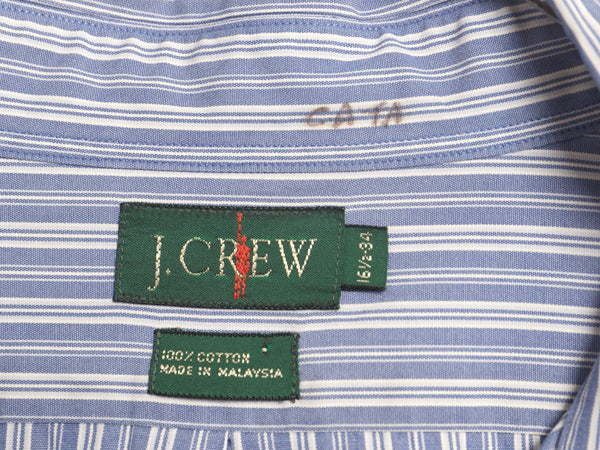 CATA
J.CREW
16½-34
100% COTTON
MADE IN MALAYSIA